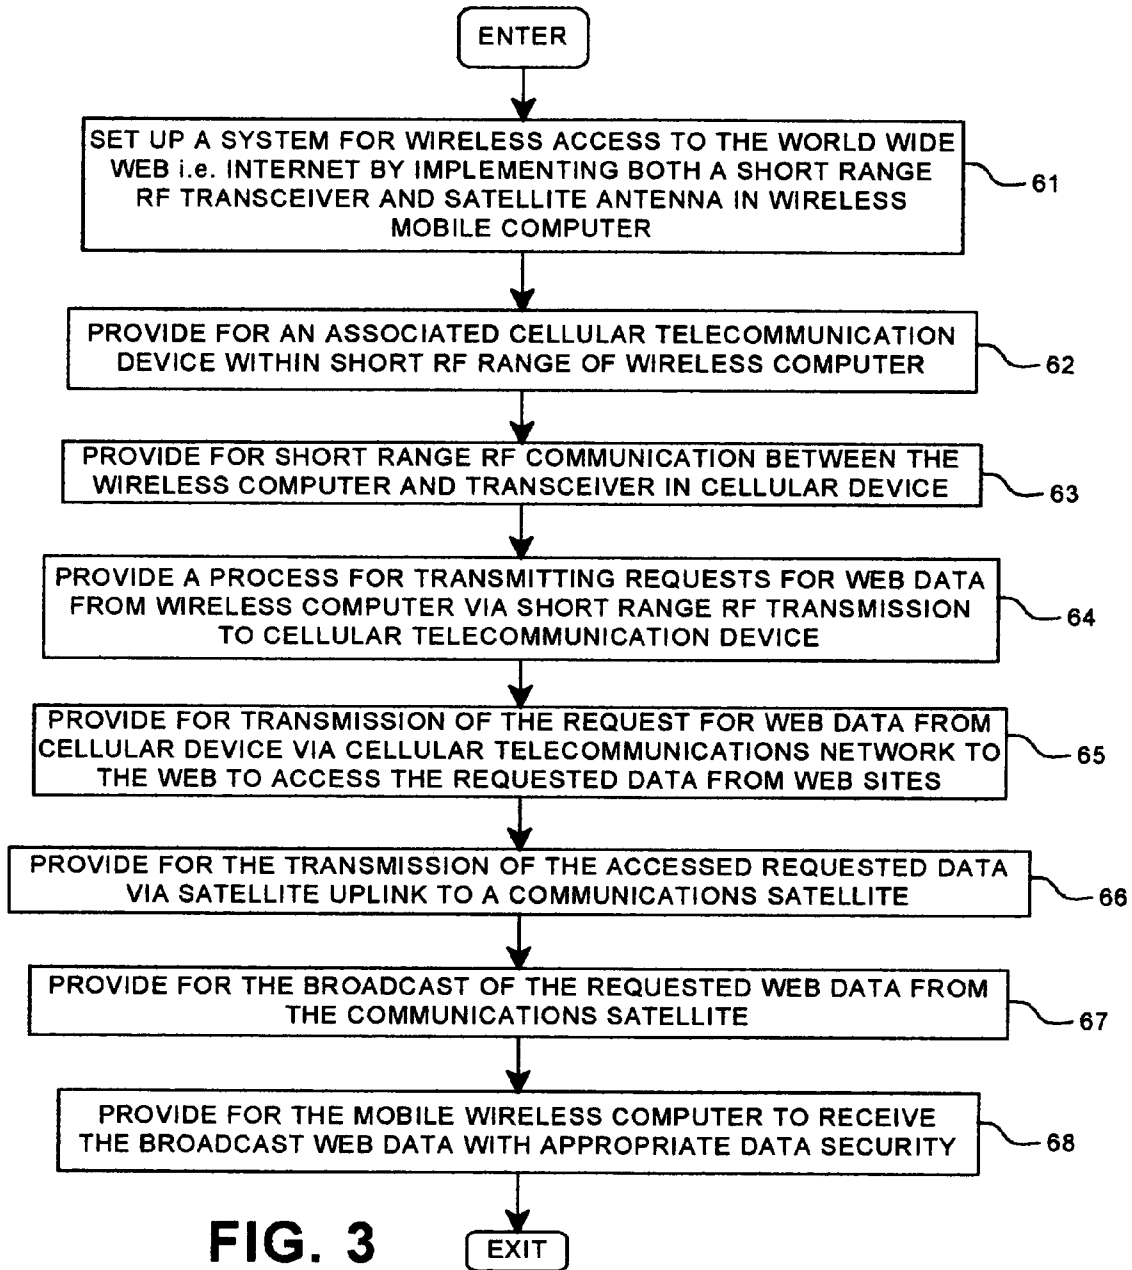 ENTER
SET UP A SYSTEM FOR WIRELESS ACCESS TO THE WORLD WIDE
WEB i.e. INTERNET BY IMPLEMENTING BOTH A SHORT RANGE
RF TRANSCEIVER AND SATELLITE ANTENNA IN WIRELESS
MOBILE COMPUTER
61
PROVIDE FOR AN ASSOCIATED CELLULAR TELECOMMUNICATION
DEVICE WITHIN SHORT RF RANGE OF WIRELESS COMPUTER
62
PROVIDE FOR SHORT RANGE RF COMMUNICATION BETWEEN THE
WIRELESS COMPUTER AND TRANSCEIVER IN CELLULAR DEVICE
63
PROVIDE A PROCESS FOR TRANSMITTING REQUESTS FOR WEB DATA
FROM WIRELESS COMPUTER VIA SHORT RANGE RF TRANSMISSION
TO CELLULAR TELECOMMUNICATION DEVICE
64
PROVIDE FOR TRANSMISSION OF THE REQUEST FOR WEB DATA FROM
CELLULAR DEVICE VIA CELLULAR TELECOMMUNICATIONS NETWORK TO
THE WEB TO ACCESS THE REQUESTED DATA FROM WEB SITES
65
PROVIDE FOR THE TRANSMISSION OF THE ACCESSED REQUESTED DATA
VIA SATELLITE UPLINK TO A COMMUNICATIONS SATELLITE
66
PROVIDE FOR THE BROADCAST OF THE REQUESTED WEB DATA FROM
THE COMMUNICATIONS SATELLITE
67
PROVIDE FOR THE MOBILE WIRELESS COMPUTER TO RECEIVE
THE BROADCAST WEB DATA WITH APPROPRIATE DATA SECURITY
68
FIG. 3
EXIT